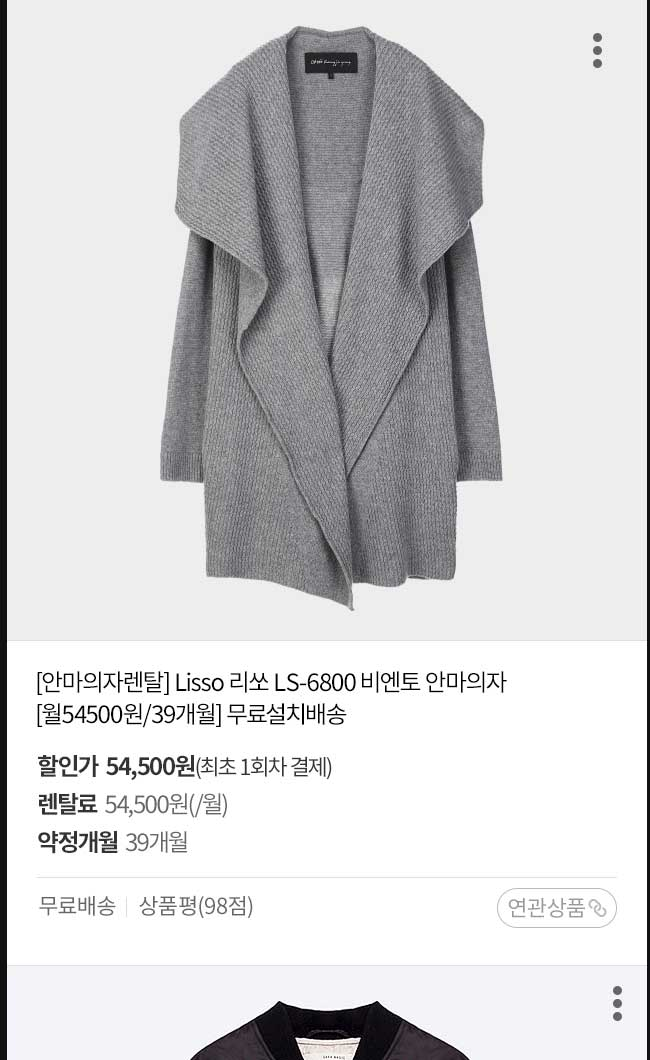 [안마의자렌탈] Lisso 리쏘 LS-6800 비엔토 안마의자
[월54500원/39개월] 무료설치배송
할인가 54,500원(최초 1회차 결제)
렌탈료 54,500원(/월)
약정개월 39개월
무료배송 상품평(98점) 연관상품